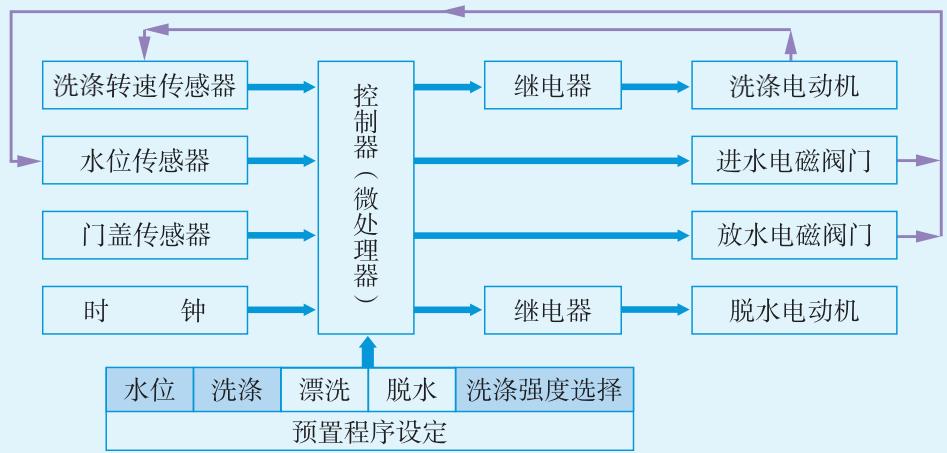 洗涤转速传感器
控制器（微处理器）
继电器
洗涤电动机
水位传感器
进水电磁阀门
门盖传感器
放水电磁阀门
时 钟
继电器
脱水电动机
水位 洗涤 漂洗 脱水 洗涤强度选择
预置程序设定